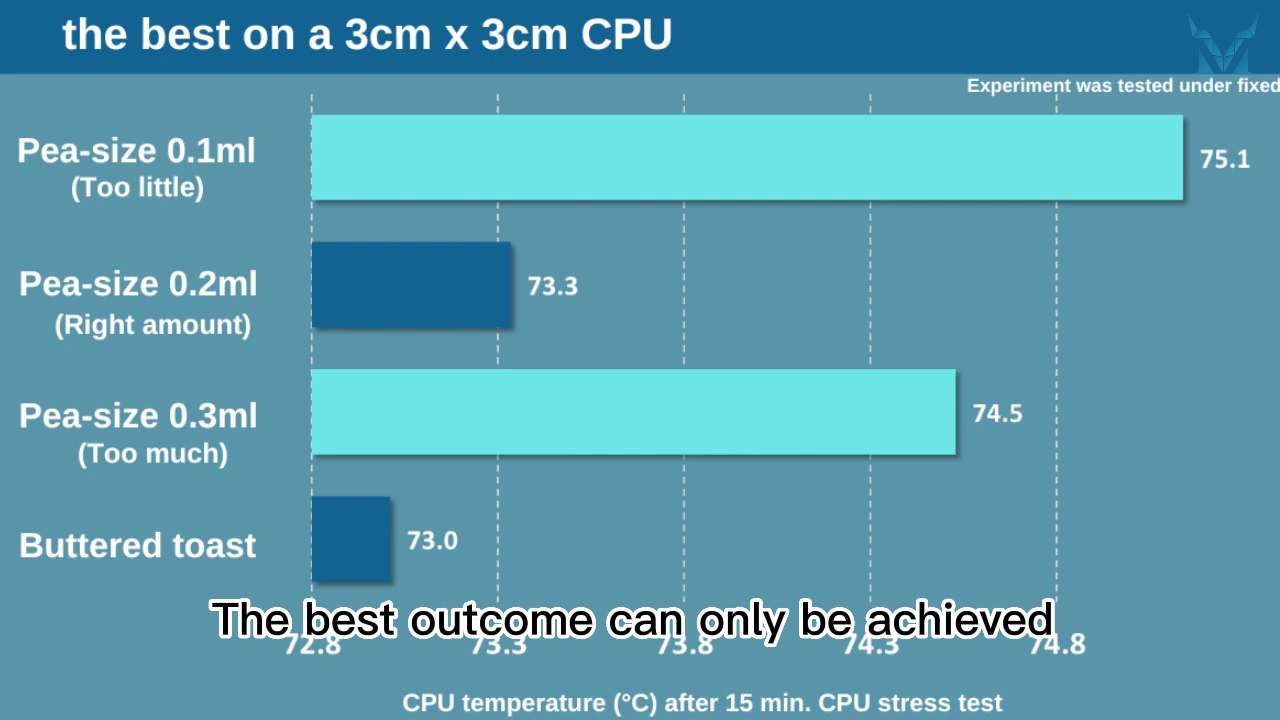 the best on a 3cm x 3cm CPU
Experiment was tested under fixed
Pea-size 0.1ml
(Too little)
75.1
Pea-size 0.2ml
(Right amount)
73.3
Pea-size 0.3ml
(Too much)
74.5
Buttered toast
73.0
The best outcome can only be achieved
72.8 73.3 73.8 74.3 74.8
CPU temperature (°C) after 15 min. CPU stress test